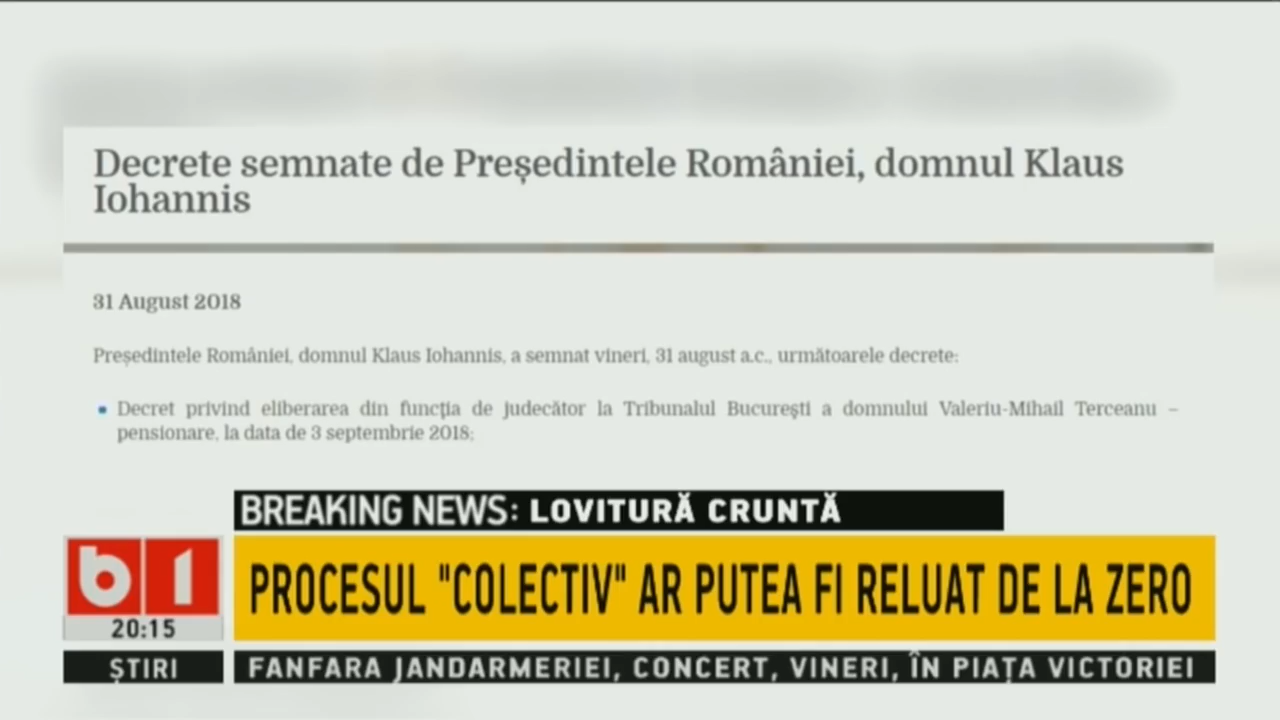 Decrete semnate de Președintele României, domnul Klaus
Iohannis
31 August 2018
Președintele României, domnul Klaus Iohannis, a semnat vineri, 31 august a.c., următoarele decrete:
Decret privind eliberarea din funcţia de judecător la Tribunalul Bucureşti a domnului Valeriu-Mihail Terceanu –
pensionare, la data de 3 septembrie 2018;
BREAKING NEWS: LOVITURĂ CRUNTĂ
b1
PROCESUL "COLECTIV" AR PUTEA FI RELUAT DE LA ZERO
20:15
ȘTIRI
FANFARA JANDARMERIEI, CONCERT, VINERI, ÎN PIAȚA VICTORIEI